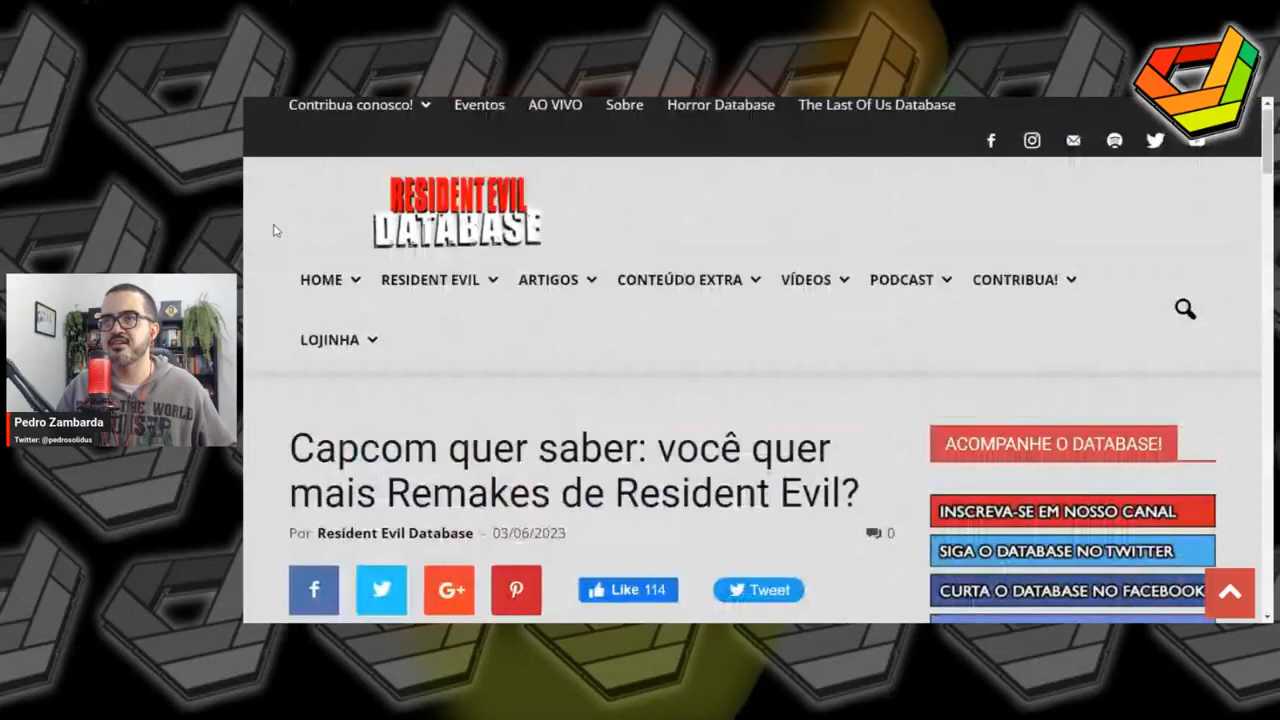 Contribua conosco! Eventos AO VIVO Sobre Horror Database The Last Of Us Database
RESIDENT EVIL
DATABASE
HOME RESIDENT EVIL ARTIGOS CONTEÚDO EXTRA VÍDEOS PODCAST CONTRIBUA!
LOJINHA
Capcom quer saber: você quer
mais Remakes de Resident Evil?
Por Resident Evil Database - 03/06/2023 0
Like 114 Tweet
ACOMPANHE O DATABASE!
INSCREVA-SE EM NOSSO CANAL
SIGA O DATABASE NO TWITTER
CURTA O DATABASE NO FACEBOOK
THE WORLD
Pedro Zambarda
Twitter: @pedrosolidus